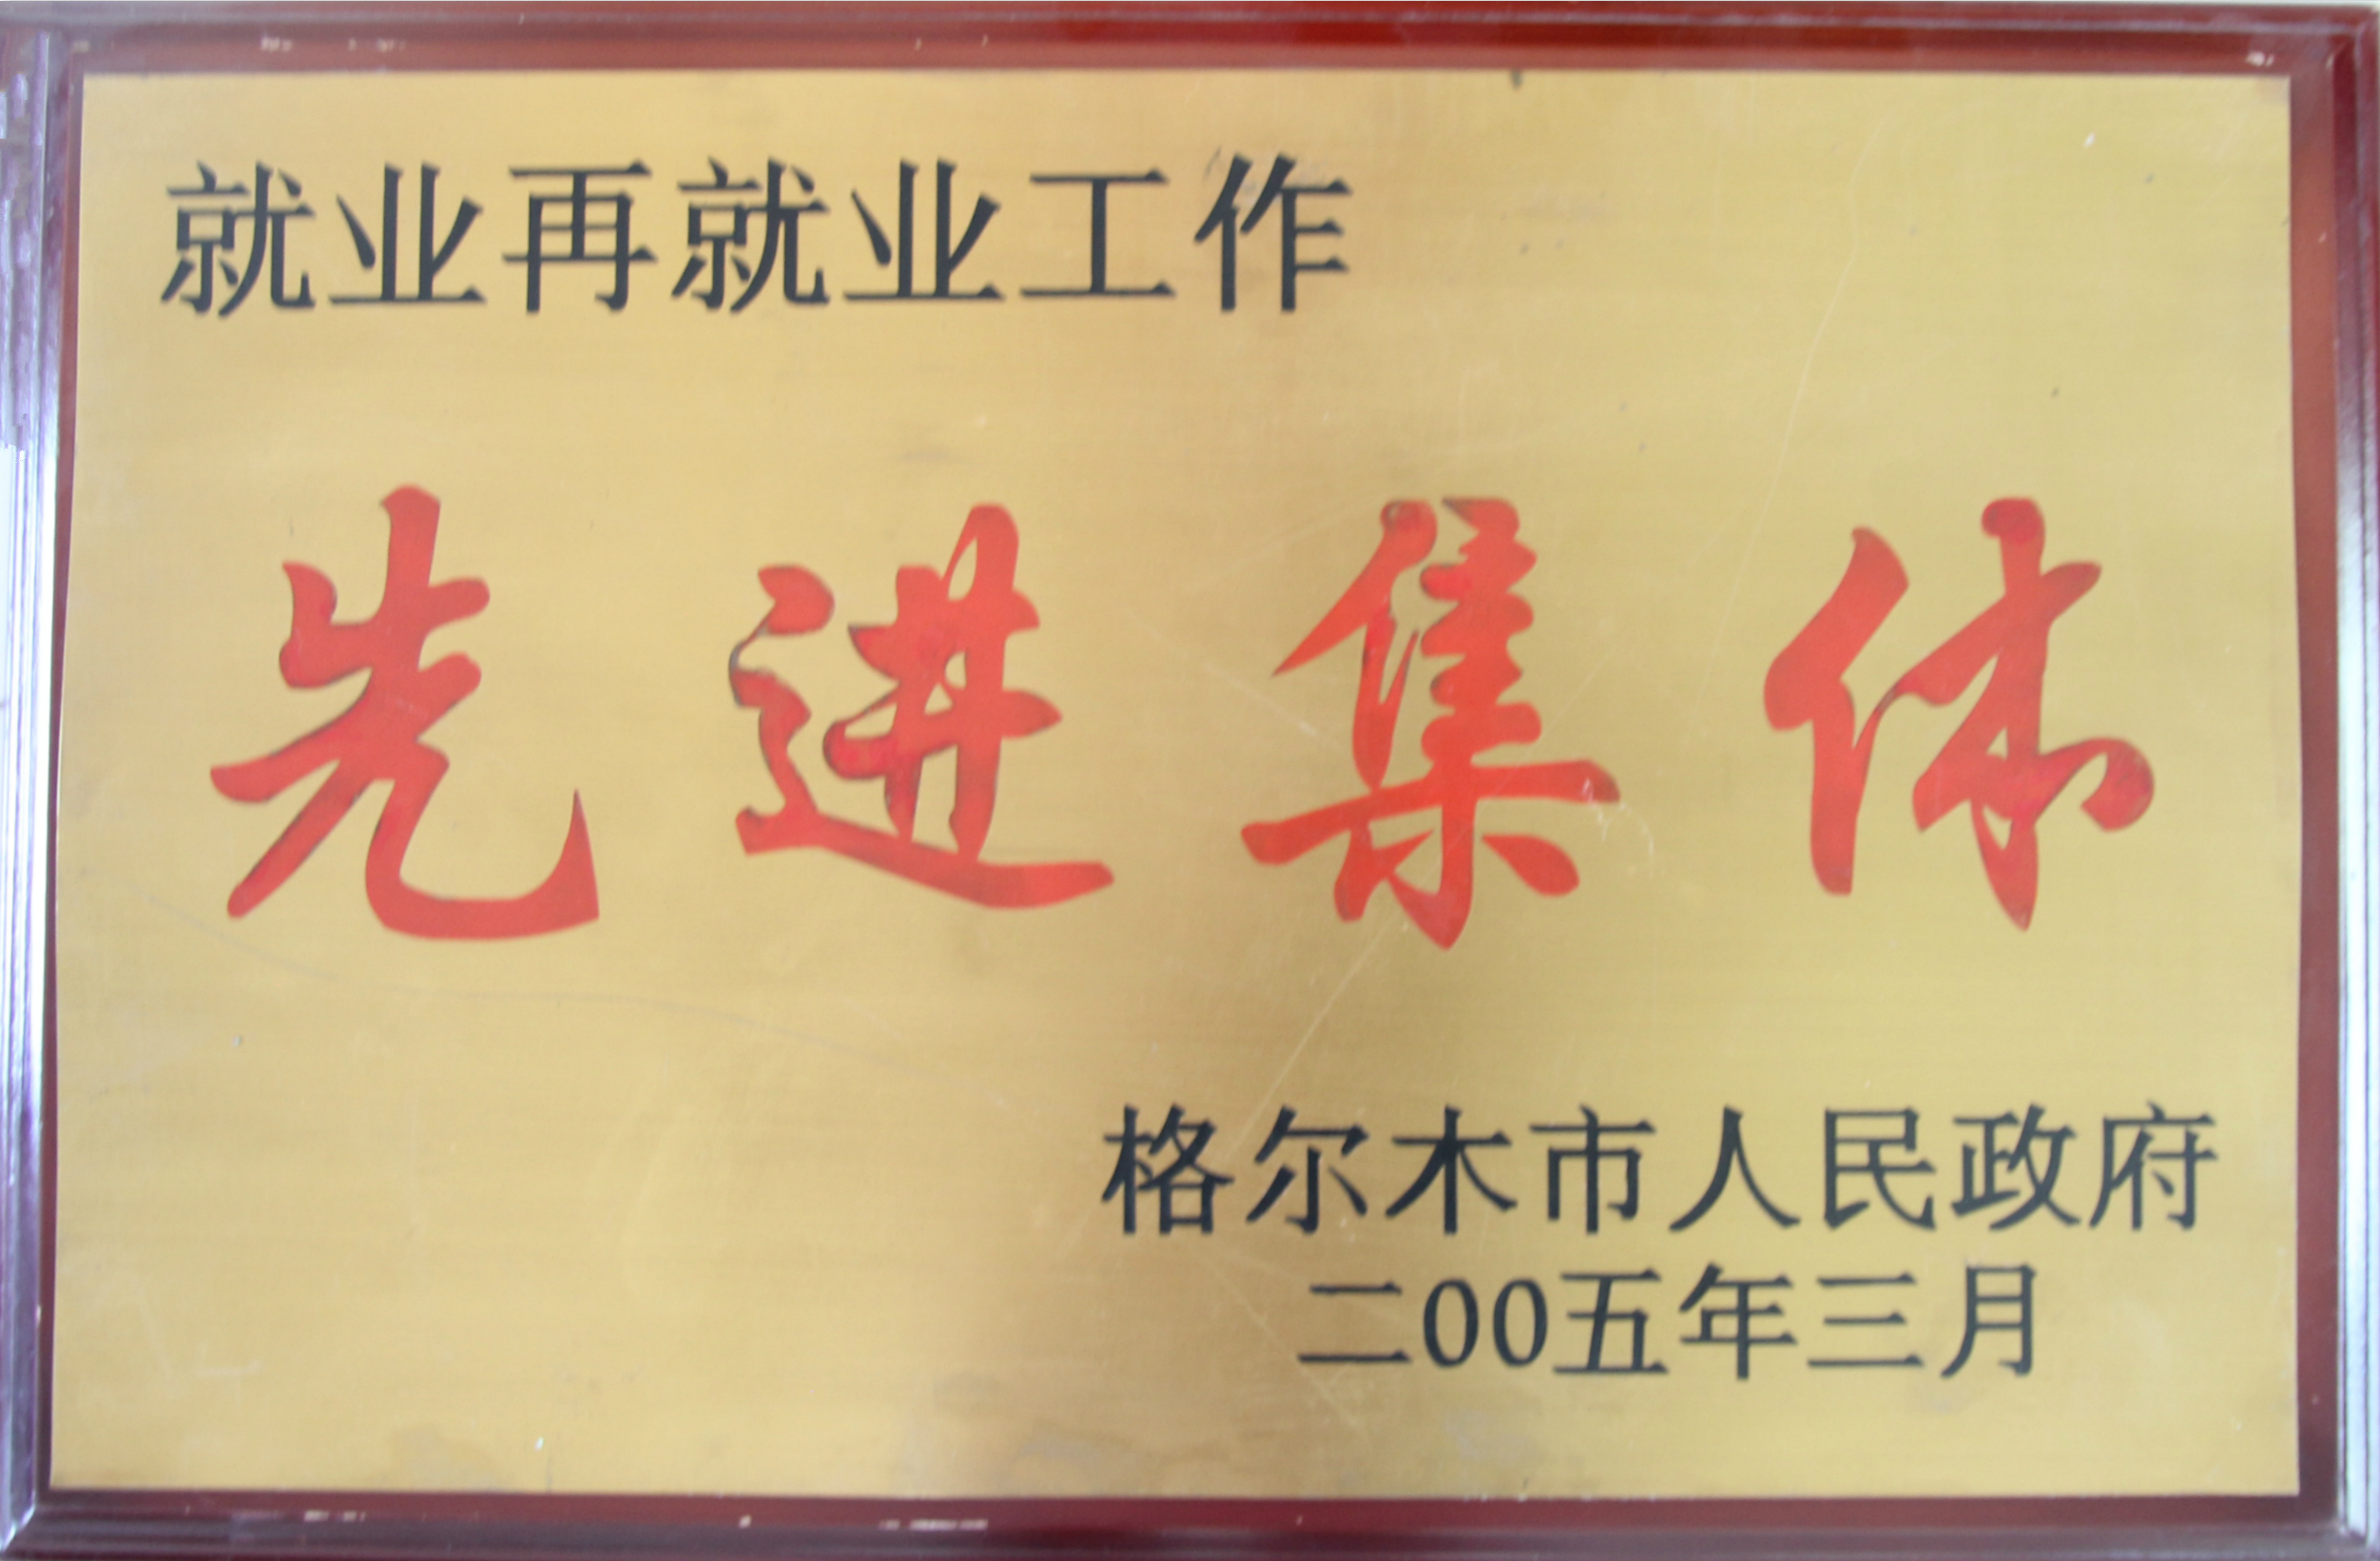 就业再就业工作
先进集体
格尔木市人民政府
二00五年三月